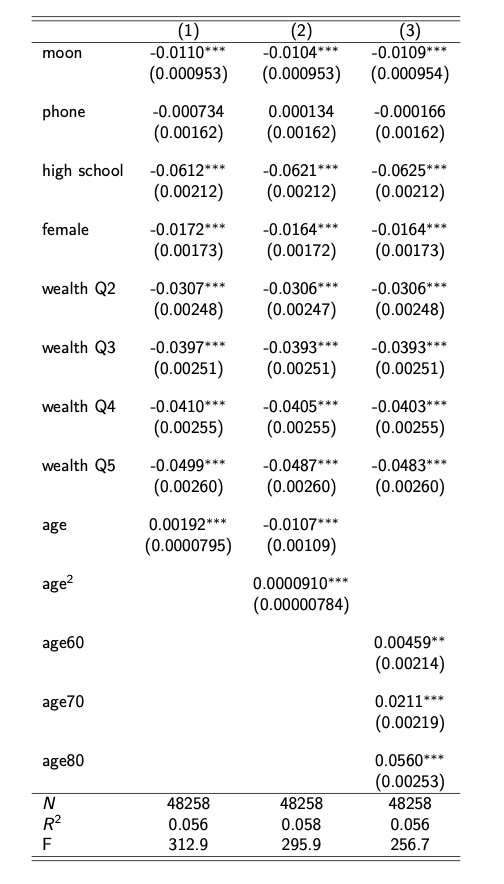 (1) (2) (3)
moon -0.0110*** -0.0104*** -0.0109***
(0.000953) (0.000953) (0.000954)
phone -0.000734 0.000134 -0.000166
(0.00162) (0.00162) (0.00162)
high school -0.0612*** -0.0621*** -0.0625***
(0.00212) (0.00212) (0.00212)
female -0.0172*** -0.0164*** -0.0164***
(0.00173) (0.00172) (0.00173)
wealth Q2 -0.0307*** -0.0306*** -0.0306***
(0.00248) (0.00247) (0.00248)
wealth Q3 -0.0397*** -0.0393*** -0.0393***
(0.00251) (0.00251) (0.00251)
wealth Q4 -0.0410*** -0.0405*** -0.0403***
(0.00255) (0.00255) (0.00255)
wealth Q5 -0.0499*** -0.0487*** -0.0483***
(0.00260) (0.00260) (0.00260)
age 0.00192*** -0.0107***
(0.0000795) (0.00109)
age² 0.0000910***
(0.00000784)
age60 0.00459**
(0.00214)
age70 0.0211***
(0.00219)
age80 0.0560***
(0.00253)
N 48258 48258 48258
R² 0.056 0.058 0.056
F 312.9 295.9 256.7